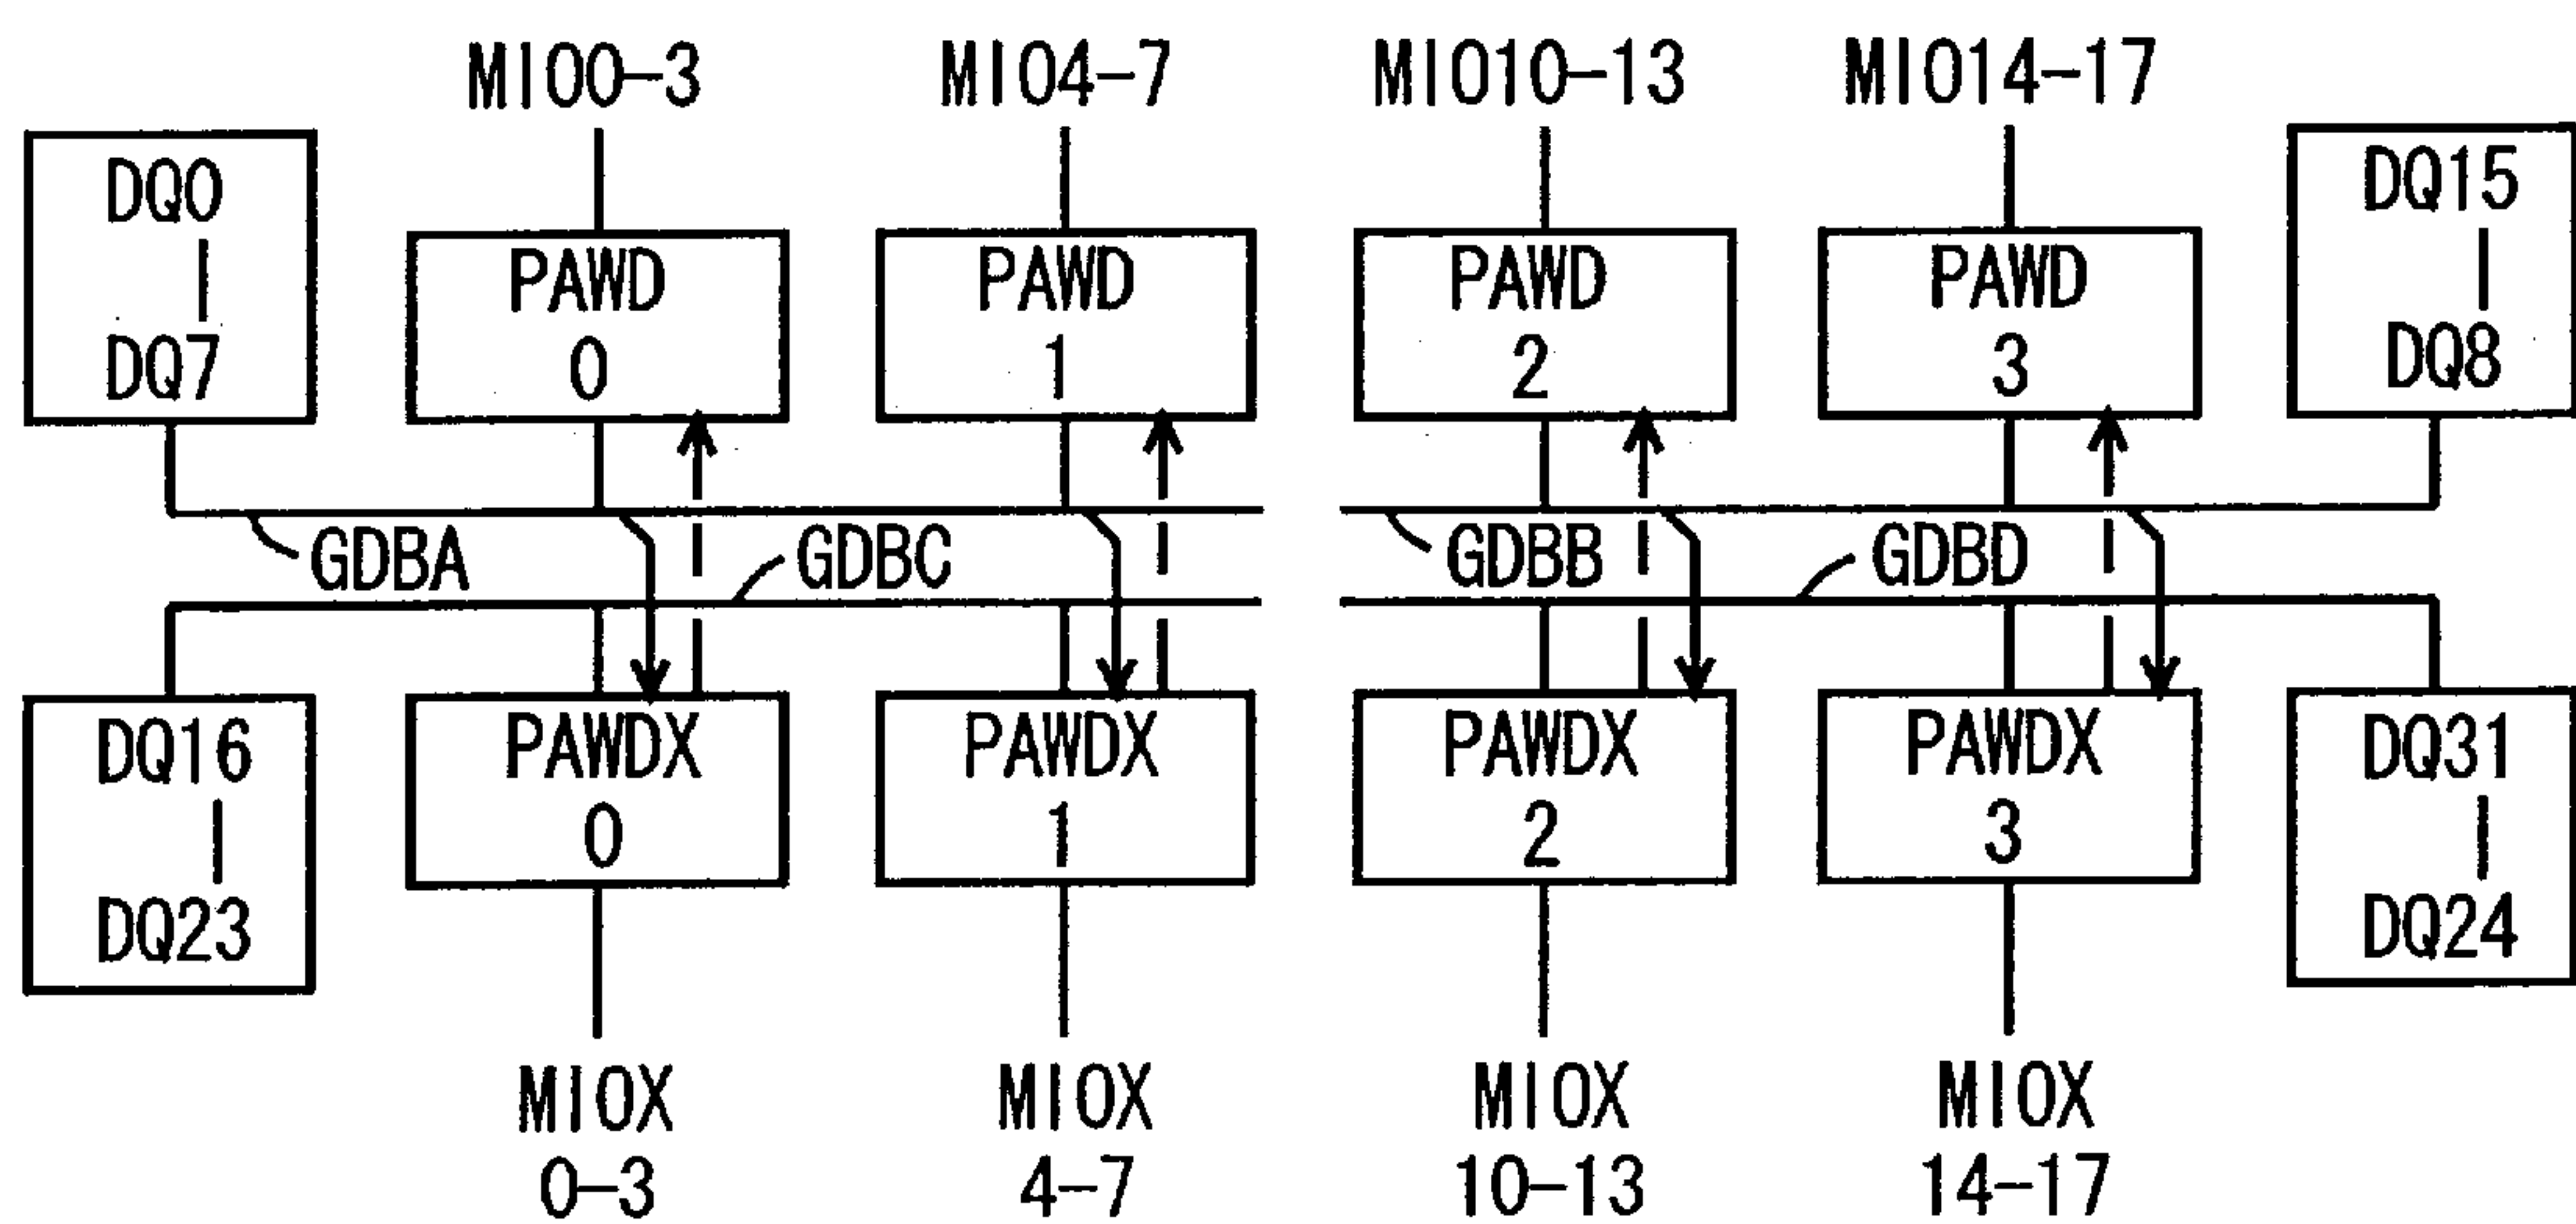 MIO0-3
MIO4-7
MIO10-13
MIO14-17
DQ0
|
DQ7
PAWD
0
PAWD
1
PAWD
2
PAWD
3
DQ15
|
DQ8
GDBA
GDBC
GDBB
GDBD
DQ16
|
DQ23
PAWDX
0
PAWDX
1
PAWDX
2
PAWDX
3
DQ31
|
DQ24
MIOX
0-3
MIOX
4-7
MIOX
10-13
MIOX
14-17